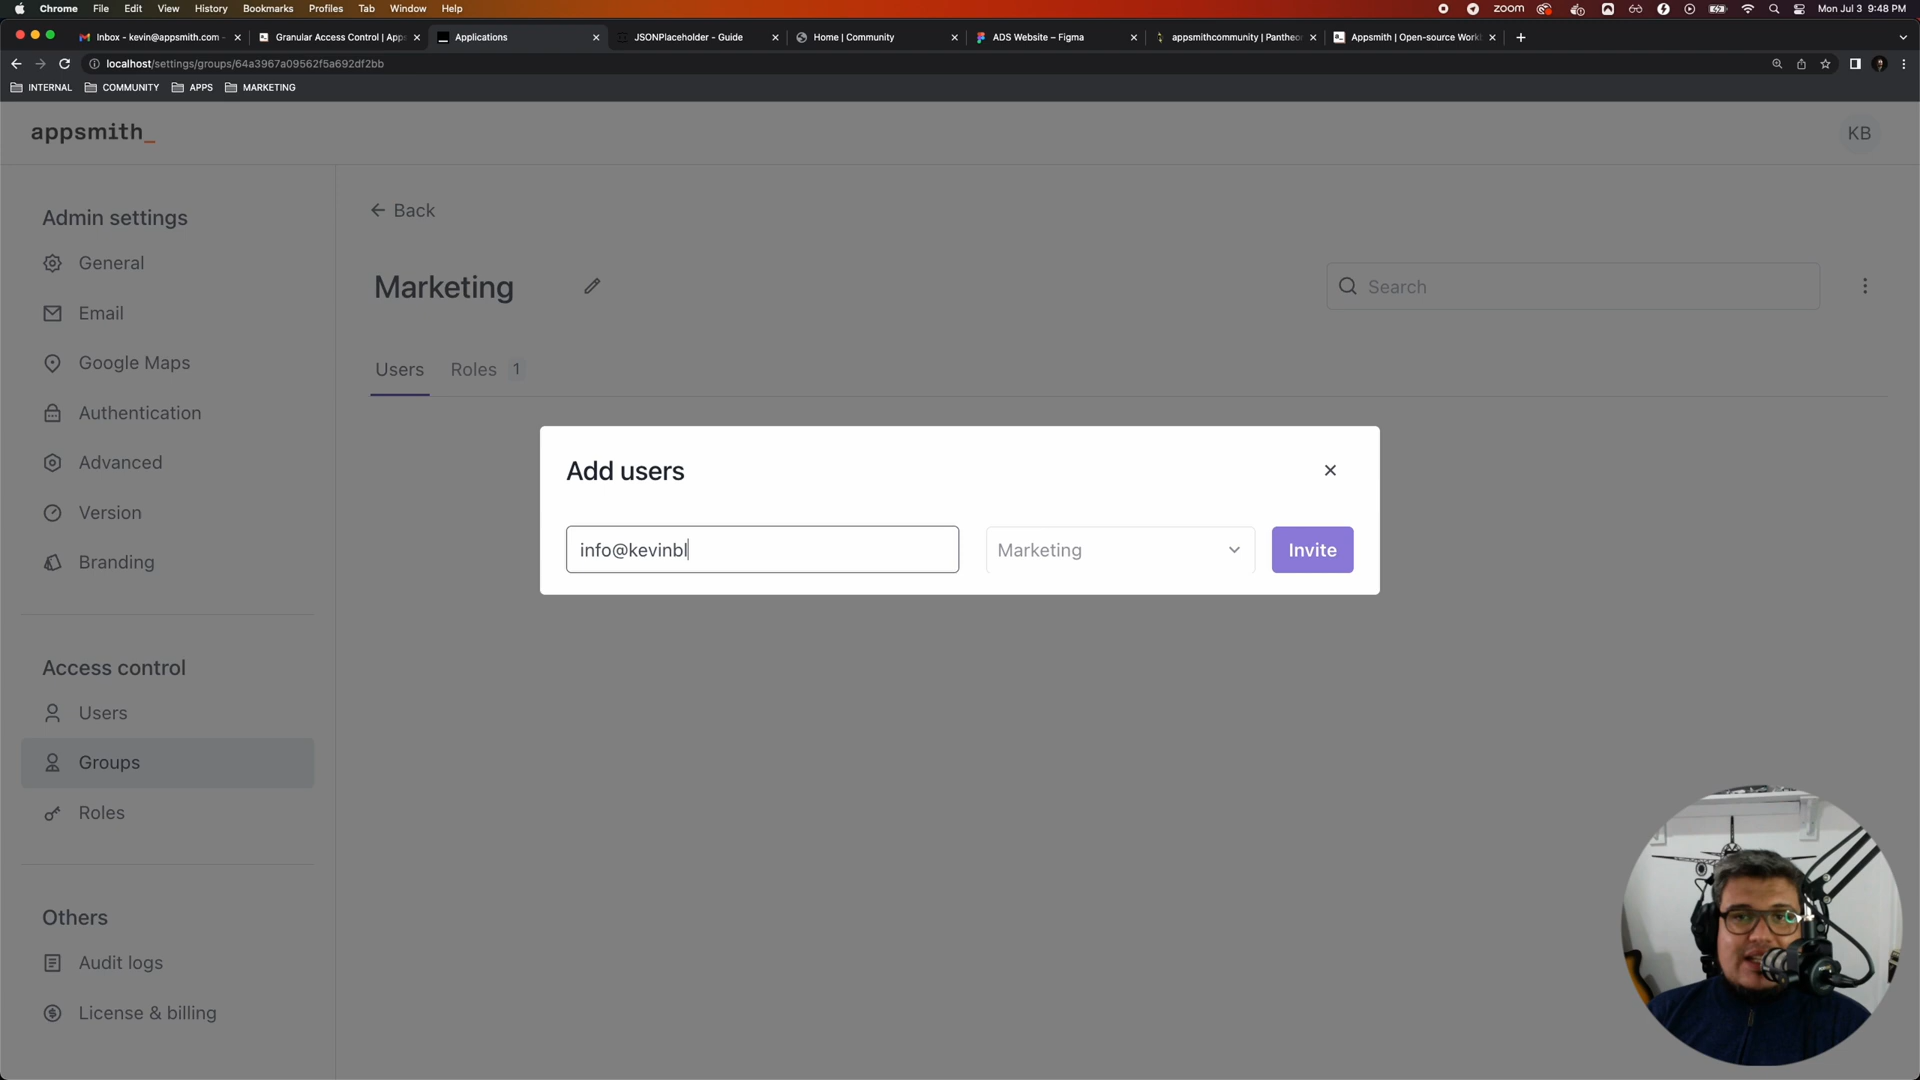 Chrome File Edit View History Bookmarks Profiles Tab Window Help
zoom
Mon Jul 3 9:48 PM
Inbox - kevin@appsmith.com -
Granular Access Control | Apps
Applications
JSONPlaceholder - Guide
Home | Community
ADS Website – Figma
appsmithcommunity | Pantheon
Appsmith | Open-source Work
localhost/settings/groups/64a3967a09562f5a692df2bb
INTERNAL
COMMUNITY
APPS
MARKETING
appsmith_
KB
Admin settings
General
Email
Google Maps
Authentication
Advanced
Version
Branding
Access control
Users
Groups
Roles
Others
Audit logs
License & billing
Back
Marketing
Search
Users
Roles 1
Add users
info@kevinbl
Marketing
Invite